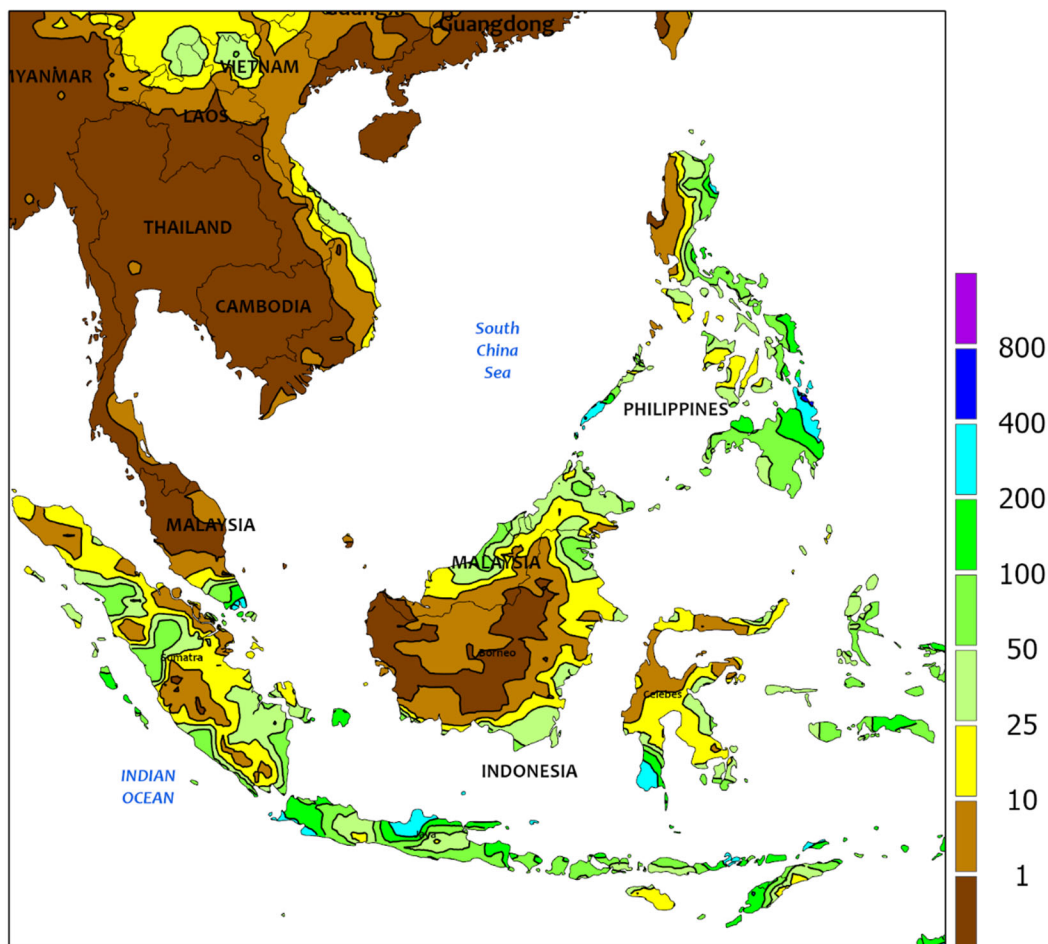 Guangdong
MYANMAR
VIETNAM
LAOS
THAILAND
CAMBODIA
South
China
Sea
PHILIPPINES
MALAYSIA
MALAYSIA
Borneo
Sumatra
Celebes
INDIAN
OCEAN
INDONESIA
Java
800
400
200
100
50
25
10
1